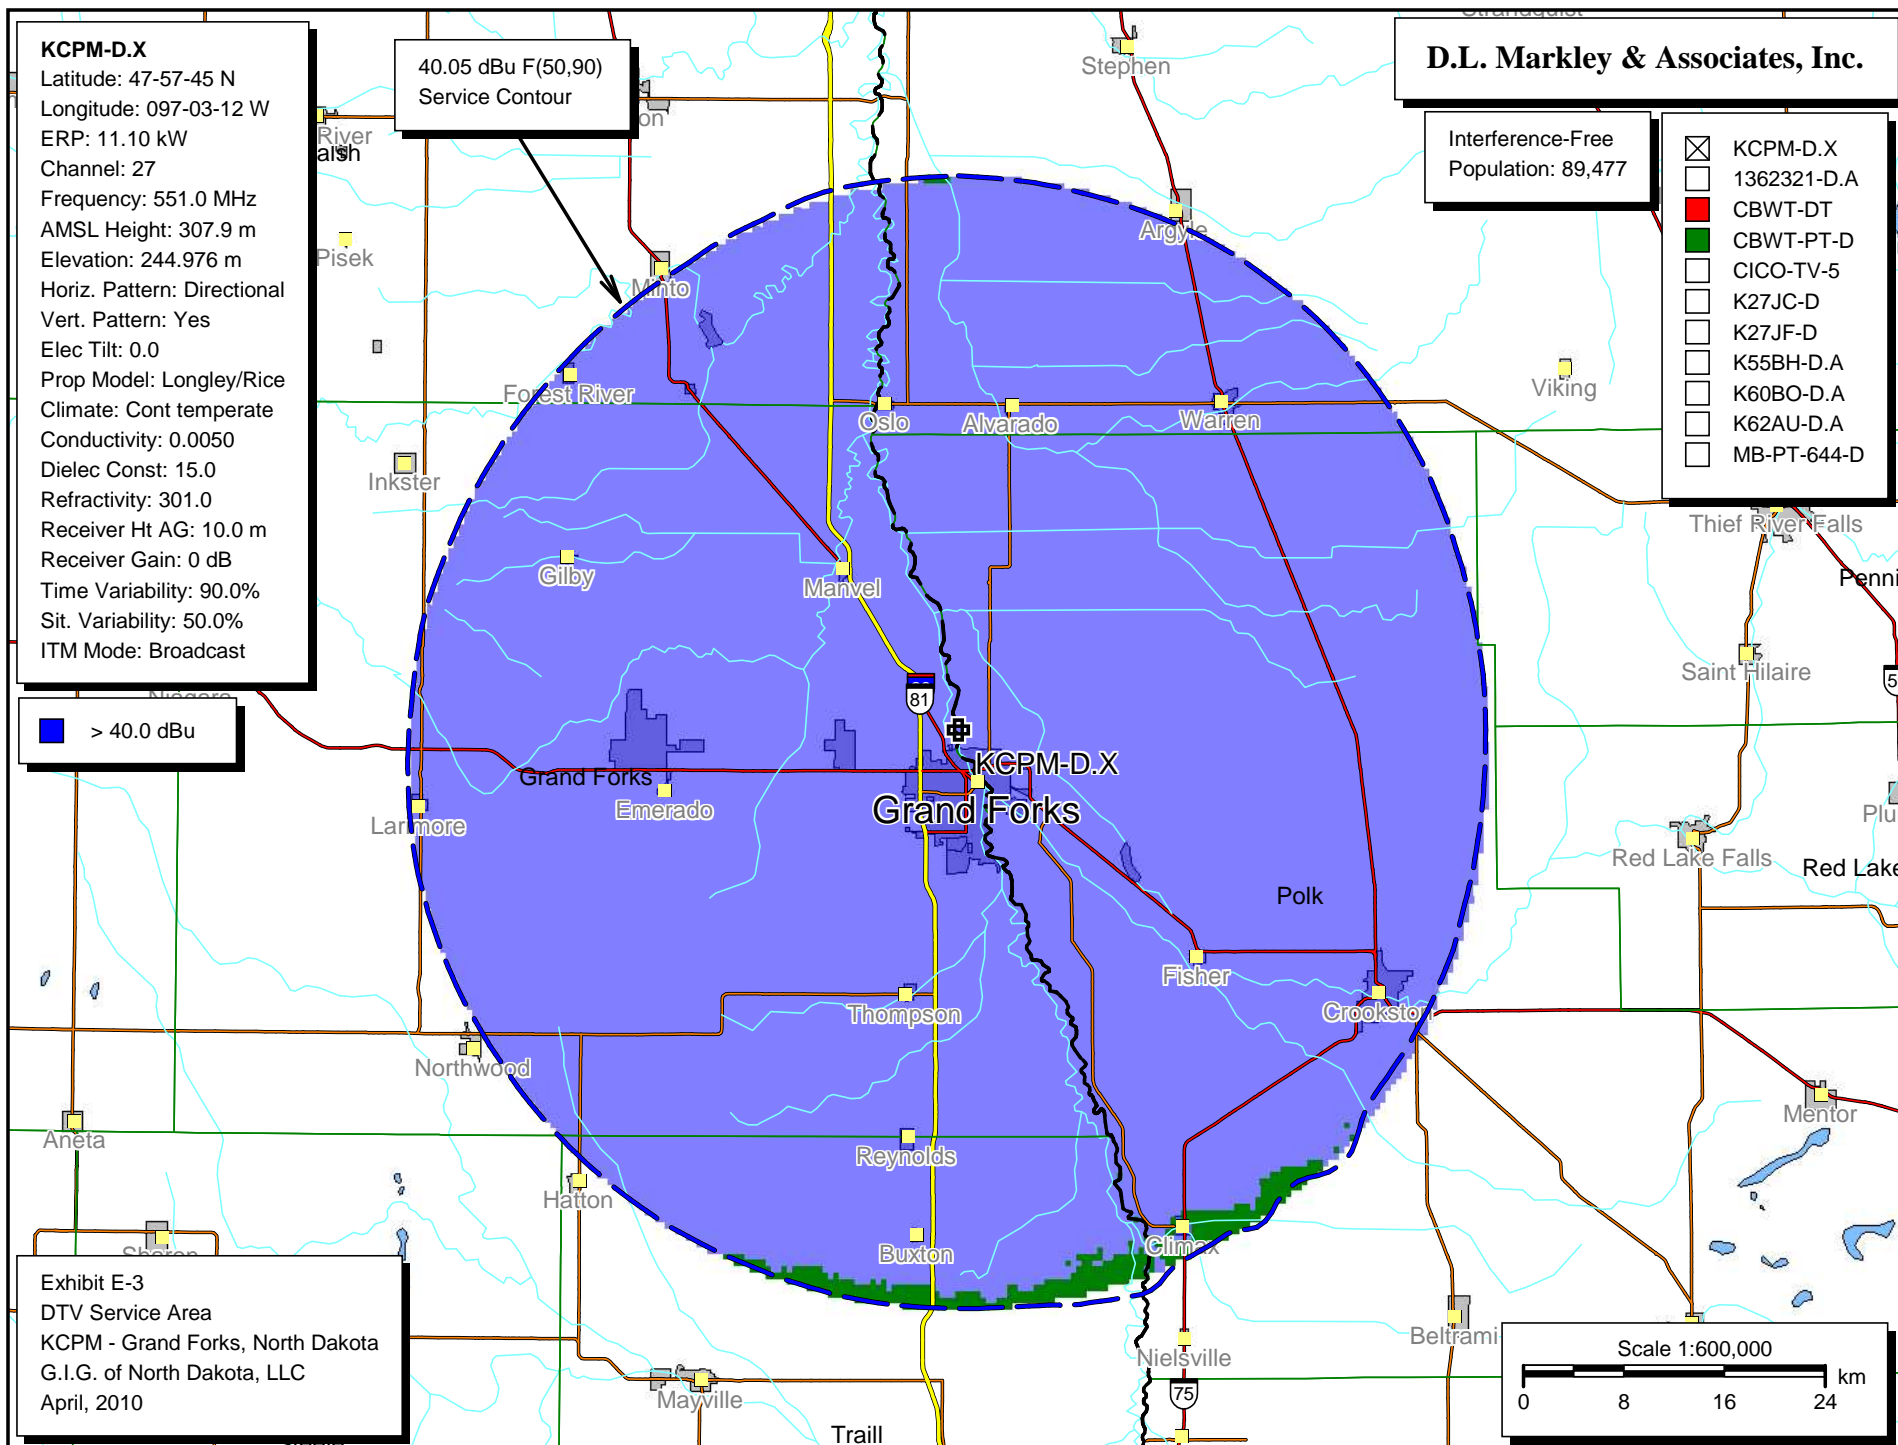 KCPM-D.X
Latitude: 47-57-45 N
Longitude: 097-03-12 W
ERP: 11.10 kW
Channel: 27
Frequency: 551.0 MHz
AMSL Height: 307.9 m
Elevation: 244.976 m
Horiz. Pattern: Directional
Vert. Pattern: Yes
Elec Tilt: 0.0
Prop Model: Longley/Rice
Climate: Cont temperate
Conductivity: 0.0050
Dielec Const: 15.0
Refractivity: 301.0
Receiver Ht AG: 10.0 m
Receiver Gain: 0 dB
Time Variability: 90.0%
Sit. Variability: 50.0%
ITM Mode: Broadcast
> 40.0 dBu
40.05 dBu F(50,90)
Service Contour
D.L. Markley & Associates, Inc.
Interference-Free
Population: 89,477
KCPM-D.X
1362321-D.A
CBWT-DT
CBWT-PT-D
CICO-TV-5
K27JC-D
K27JF-D
K55BH-D.A
K60BO-D.A
K62AU-D.A
MB-PT-644-D
Stephen
River
alsh
on
Argyle
Pisek
Minto
Viking
Forest River
Oslo
Alvarado
Warren
Inkster
Thief River Falls
Gilby
Manvel
Penni
Saint Hilaire
Niagara
81
5
KCPM-D.X
Grand Forks
Emerado
Grand Forks
Larimore
Plu
Red Lake Falls
Red Lake
Polk
Fisher
Thompson
Crookston
Northwood
Mentor
Aneta
Reynolds
Hatton
Climax
Buxton
Sharon
Beltrami
Nielsville
75
Mayville
Traill
Exhibit E-3
DTV Service Area
KCPM - Grand Forks, North Dakota
G.I.G. of North Dakota, LLC
April, 2010
Scale 1:600,000
km
0 8 16 24